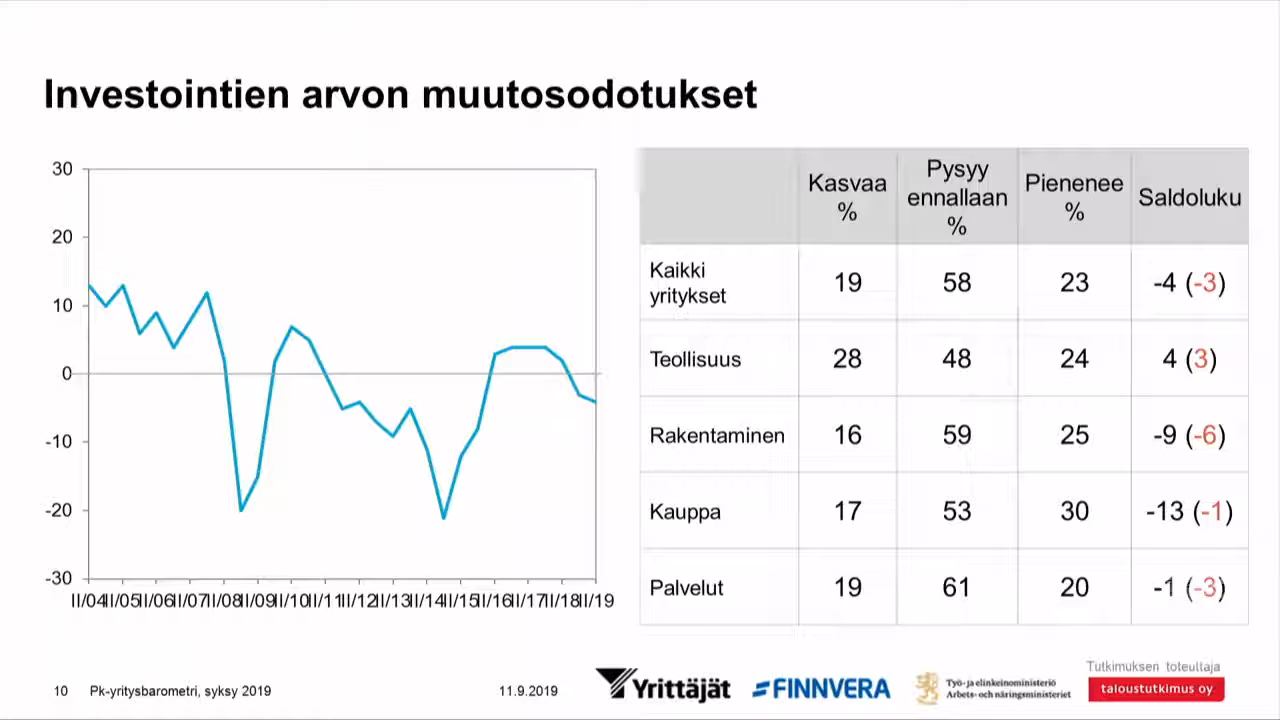 Investointien arvon muutosodotukset
30
20
10
0
-10
-20
-30
II/04 II/05 II/06 II/07 II/08 II/09 II/10 II/11 II/12 II/13 II/14 II/15 II/16 II/17 II/18 II/19
Kasvaa % Pysyy ennallaan % Pienenee % Saldoluku
Kaikki yritykset 19 58 23 -4 (-3)
Teollisuus 28 48 24 4 (3)
Rakentaminen 16 59 25 -9 (-6)
Kauppa 17 53 30 -13 (-1)
Palvelut 19 61 20 -1 (-3)
10 Pk-yritysbarometri, syksy 2019 11.9.2019
Yrittäjät
FINNVERA
Työ- ja elinkeinoministeriö
Arbets- och näringsministeriet
Tutkimuksen toteuttaja
taloustutkimus oy